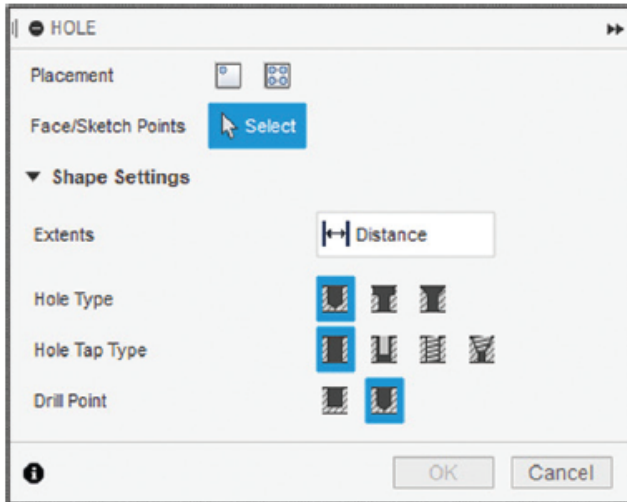 HOLE
Placement
Face/Sketch Points Select
Shape Settings
Extents Distance
Hole Type
Hole Tap Type
Drill Point
OK Cancel